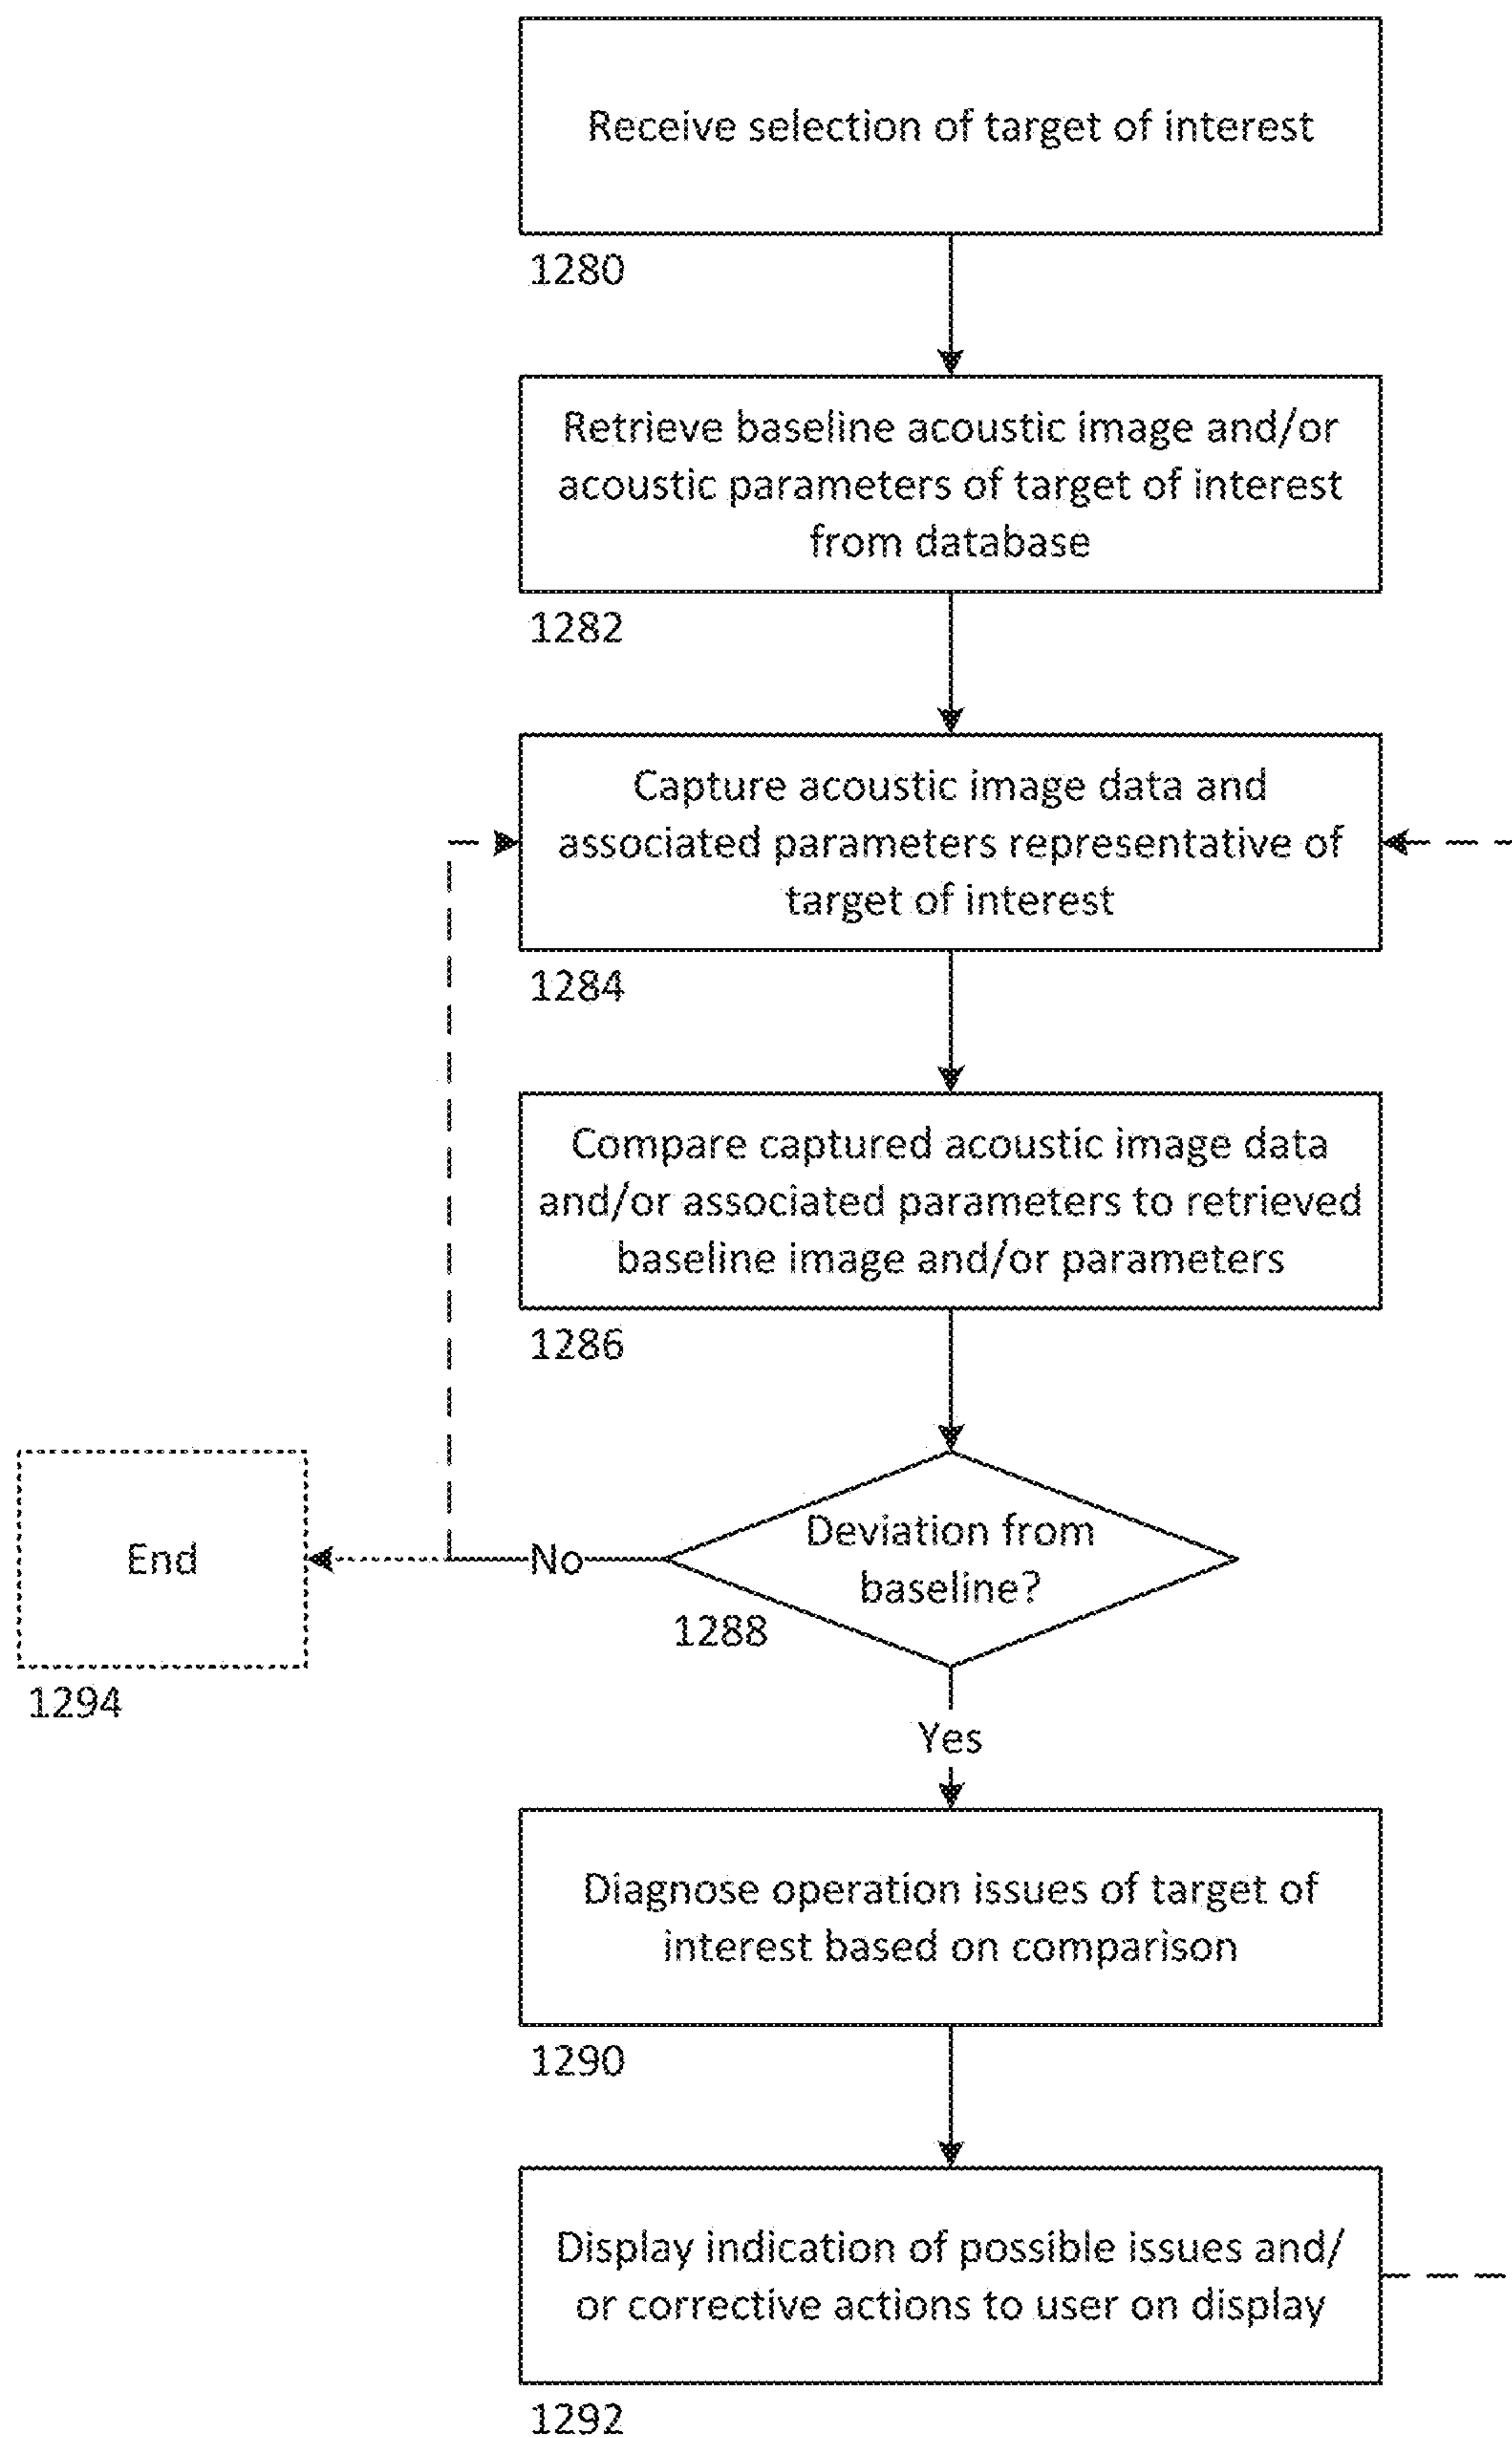 Receive selection of target of interest
1280
Retrieve baseline acoustic image and/or
acoustic parameters of target of interest
from database
1282
Capture acoustic image data and
associated parameters representative of
target of interest
1284
Compare captured acoustic image data
and/or associated parameters to retrieved
baseline image and/or parameters
1286
Deviation from
baseline?
1288
No
End
1294
Yes
Diagnose operation issues of target of
interest based on comparison
1290
Display indication of possible issues and/
or corrective actions to user on display
1292